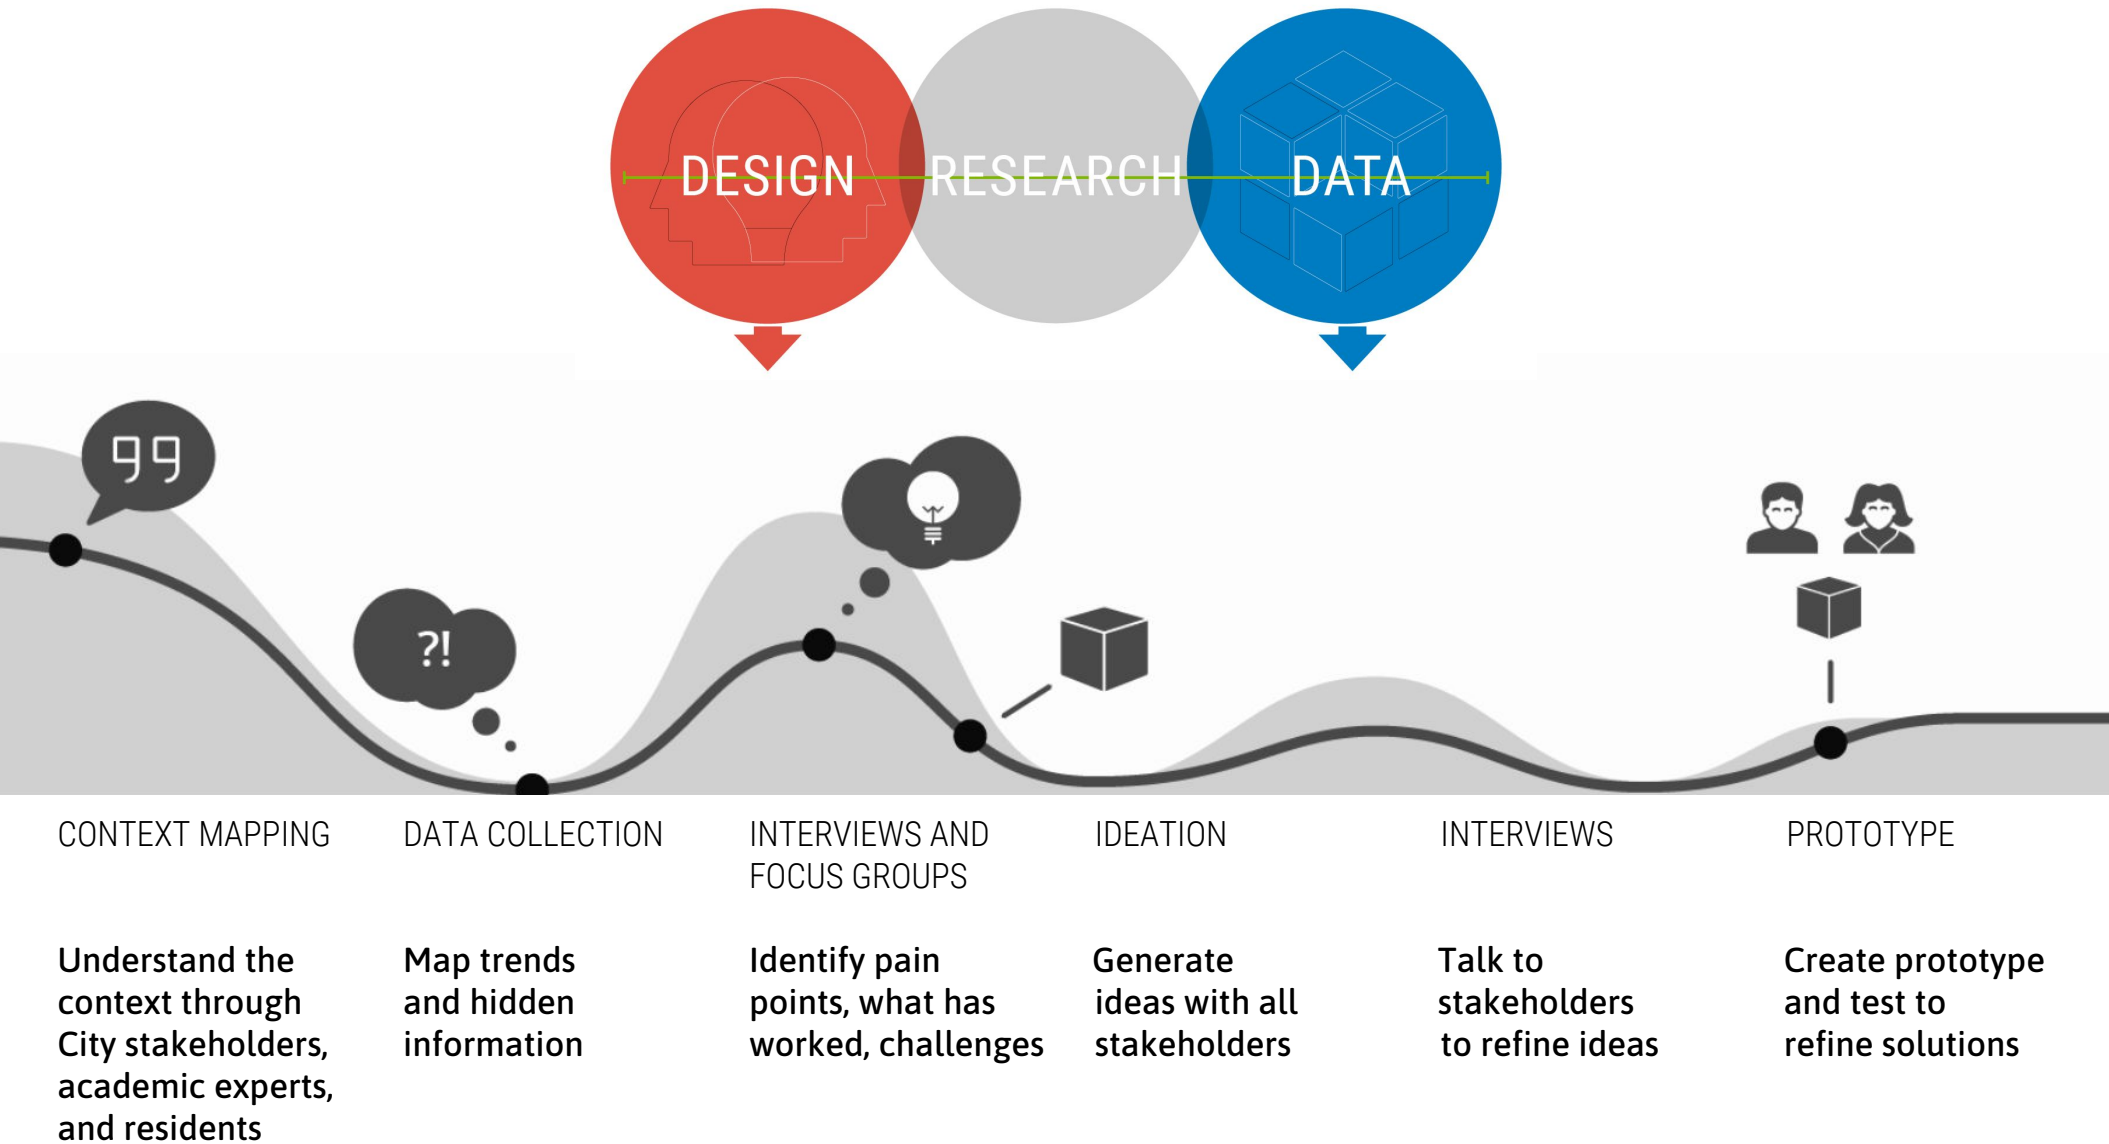 DESIGN RESEARCH DATA
99
?!
CONTEXT MAPPING
Understand the
context through
City stakeholders,
academic experts,
and residents
DATA COLLECTION
Map trends
and hidden
information
INTERVIEWS AND
FOCUS GROUPS
Identify pain
points, what has
worked, challenges
IDEATION
Generate
ideas with all
stakeholders
INTERVIEWS
Talk to
stakeholders
to refine ideas
PROTOTYPE
Create prototype
and test to
refine solutions